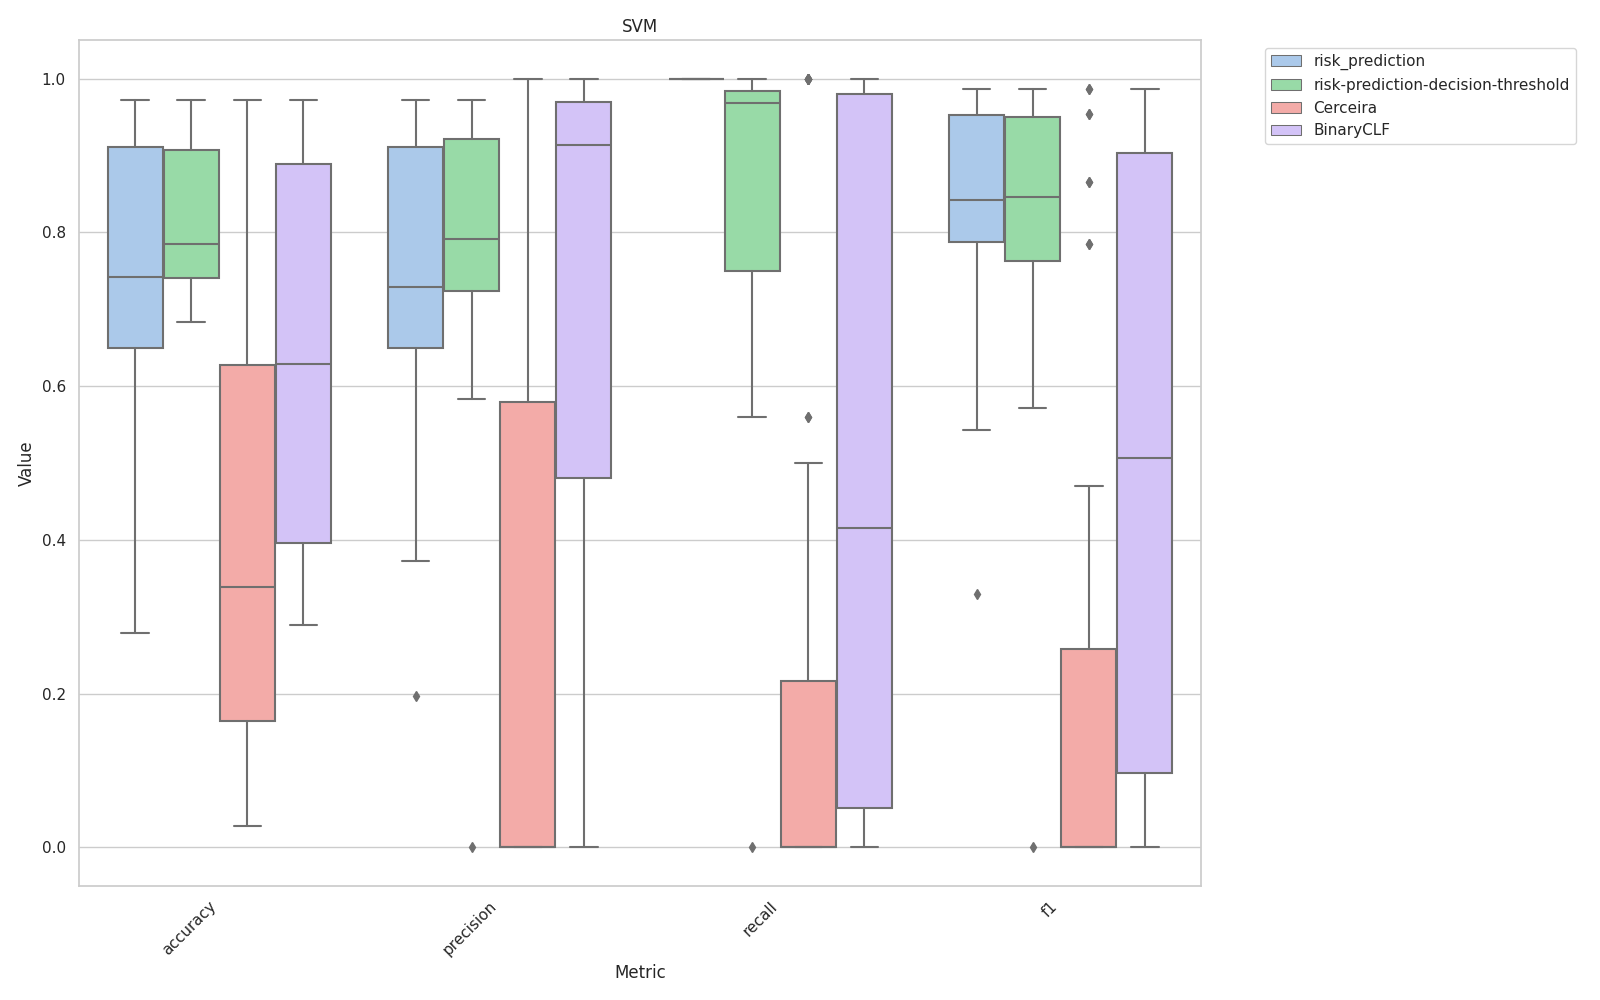 SVM
risk_prediction
risk-prediction-decision-threshold
Cerceira
BinaryCLF
1.0
0.8
0.6
0.4
0.2
0.0
Value
accuracy
precision
recall
f1
Metric